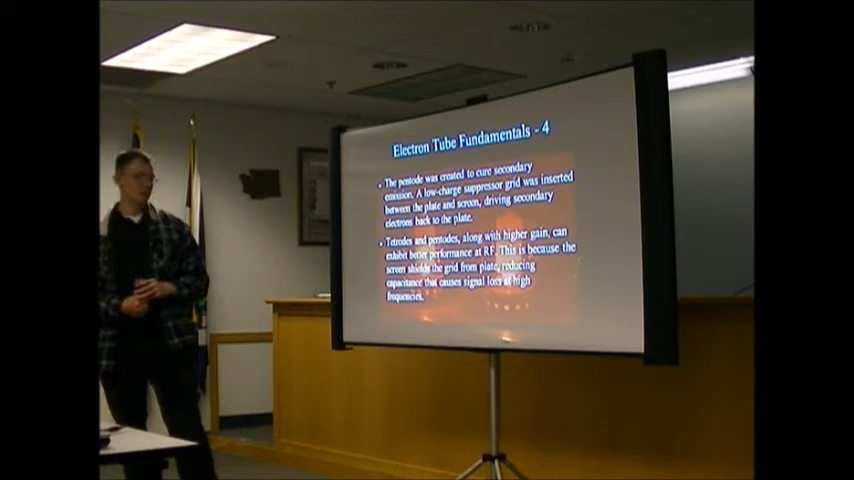 Electron Tube Fundamentals - 4
• The pentode was created to cure secondary
emission. A low-charge suppressor grid was inserted
between the plate and screen, driving secondary
electrons back to the plate.
• Tetrodes and pentodes, along with higher gain, can
exhibit better performance at RF. This is because the
screen shields the grid from plate, reducing
capacitance that causes signal loss at high
frequencies.